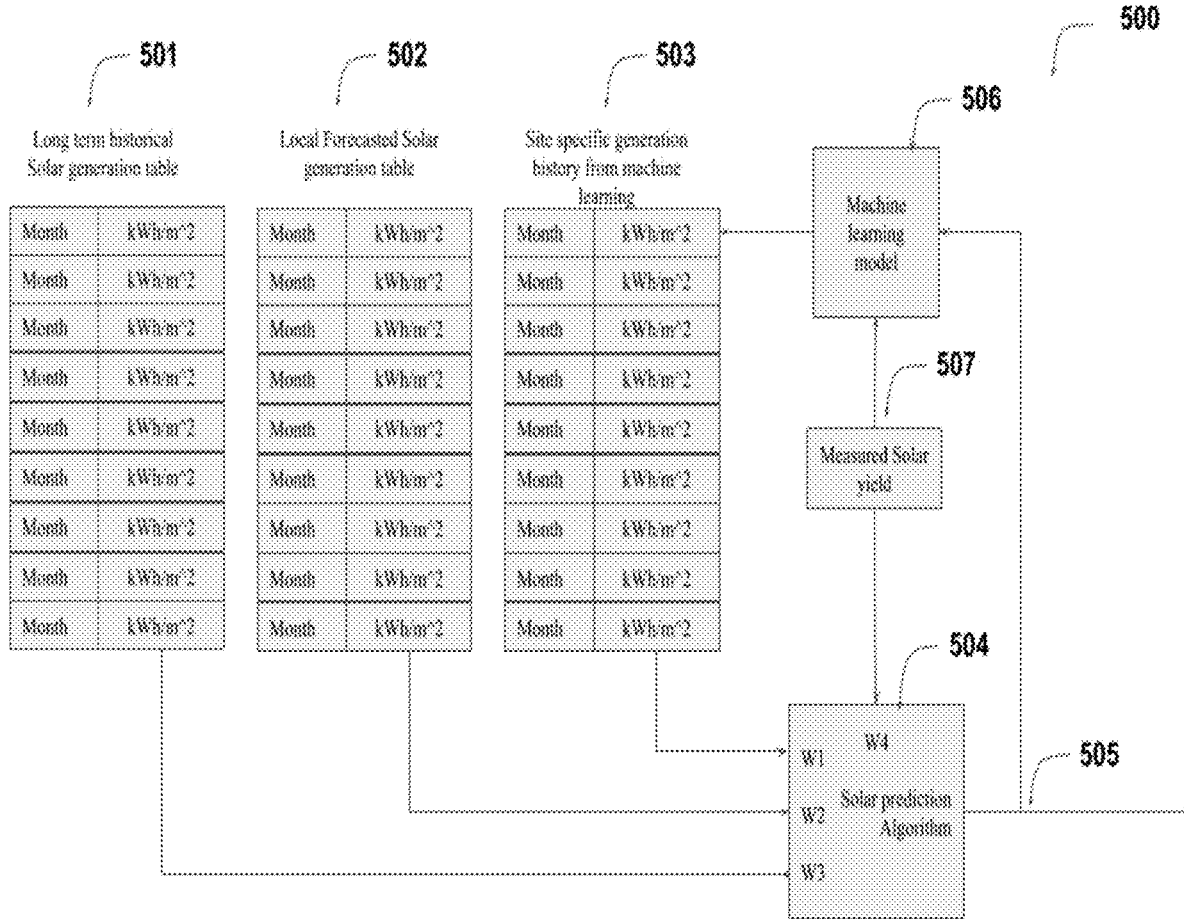 500
501
502
503
506
Long term historical
Solar generation table
Local Forecasted Solar
generation table
Site specific generation
history from machine
learning
Machine
learning
model
Month kWh/m^2 Month kWh/m^2 Month kWh/m^2
Month kWh/m^2 Month kWh/m^2 Month kWh/m^2
Month kWh/m^2 Month kWh/m^2 Month kWh/m^2
Month kWh/m^2 Month kWh/m^2 Month kWh/m^2
Month kWh/m^2 Month kWh/m^2 Month kWh/m^2
Month kWh/m^2 Month kWh/m^2 Month kWh/m^2
Month kWh/m^2 Month kWh/m^2 Month kWh/m^2
Month kWh/m^2 Month kWh/m^2 Month kWh/m^2
Month kWh/m^2 Month kWh/m^2 Month kWh/m^2
507
Measured Solar
yield
504
W4
W1
W2
W3
Solar prediction
Algorithm
505